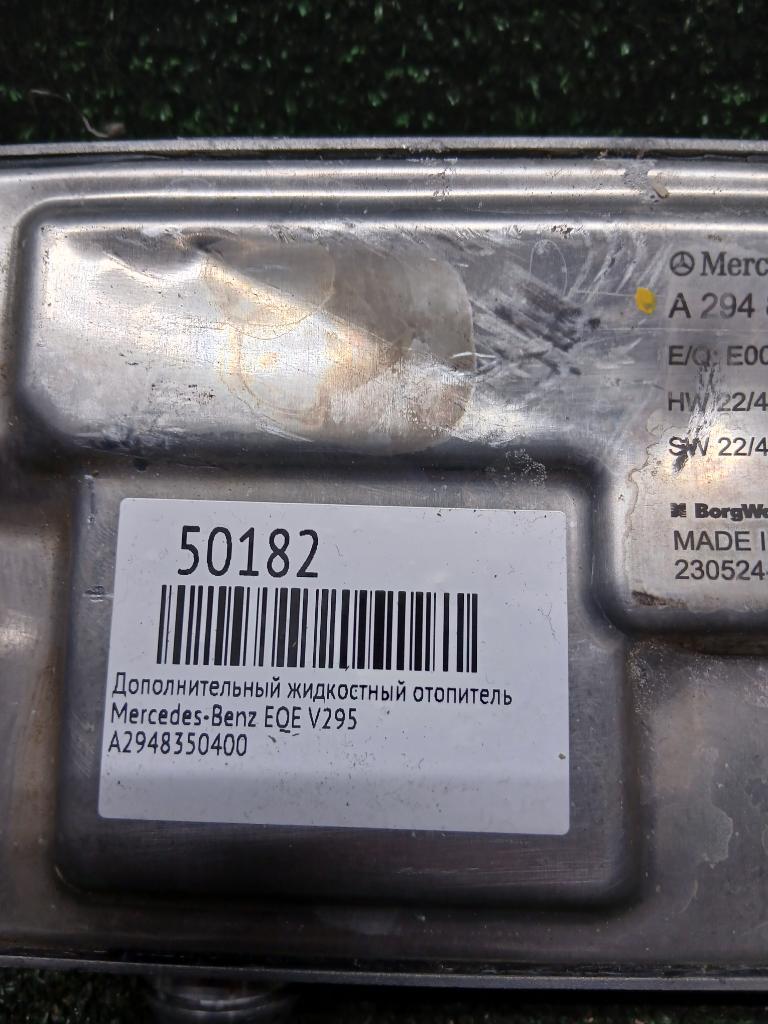 Merc
A 294
E/Q: E00
HW 22/4
SW 22/4
BorgWa
MADE I
230524-
50182
Дополнительный жидкостный отопитель
Mercedes-Benz EQE V295
A2948350400